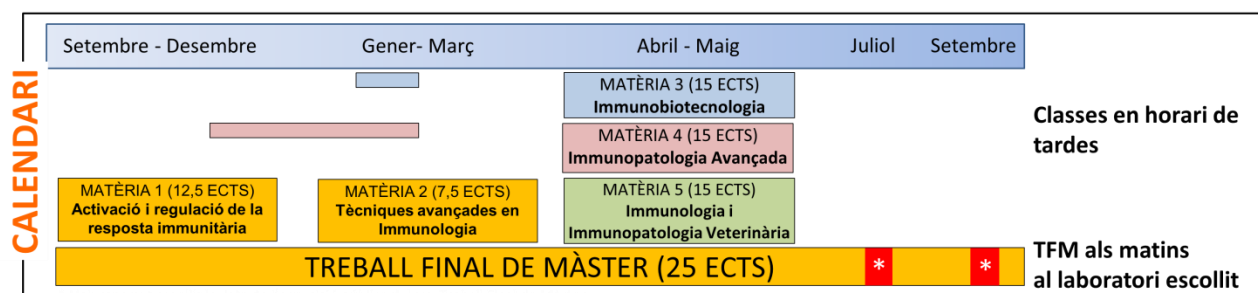 CALENDARI
Setembre - Desembre
Gener- Març
Abril - Maig
Juliol
Setembre
MATÈRIA 3 (15 ECTS)
Immunobiotecnologia
MATÈRIA 4 (15 ECTS)
Immunopatologia Avançada
Classes en horari de
tardes
MATÈRIA 1 (12,5 ECTS)
Activació i regulació de la
resposta immunitària
MATÈRIA 2 (7,5 ECTS)
Tècniques avançades en
Immunologia
MATÈRIA 5 (15 ECTS)
Immunologia i
Immunopatologia Veterinària
TREBALL FINAL DE MÀSTER (25 ECTS)
*
*
TFM als matins
al laboratori escollit